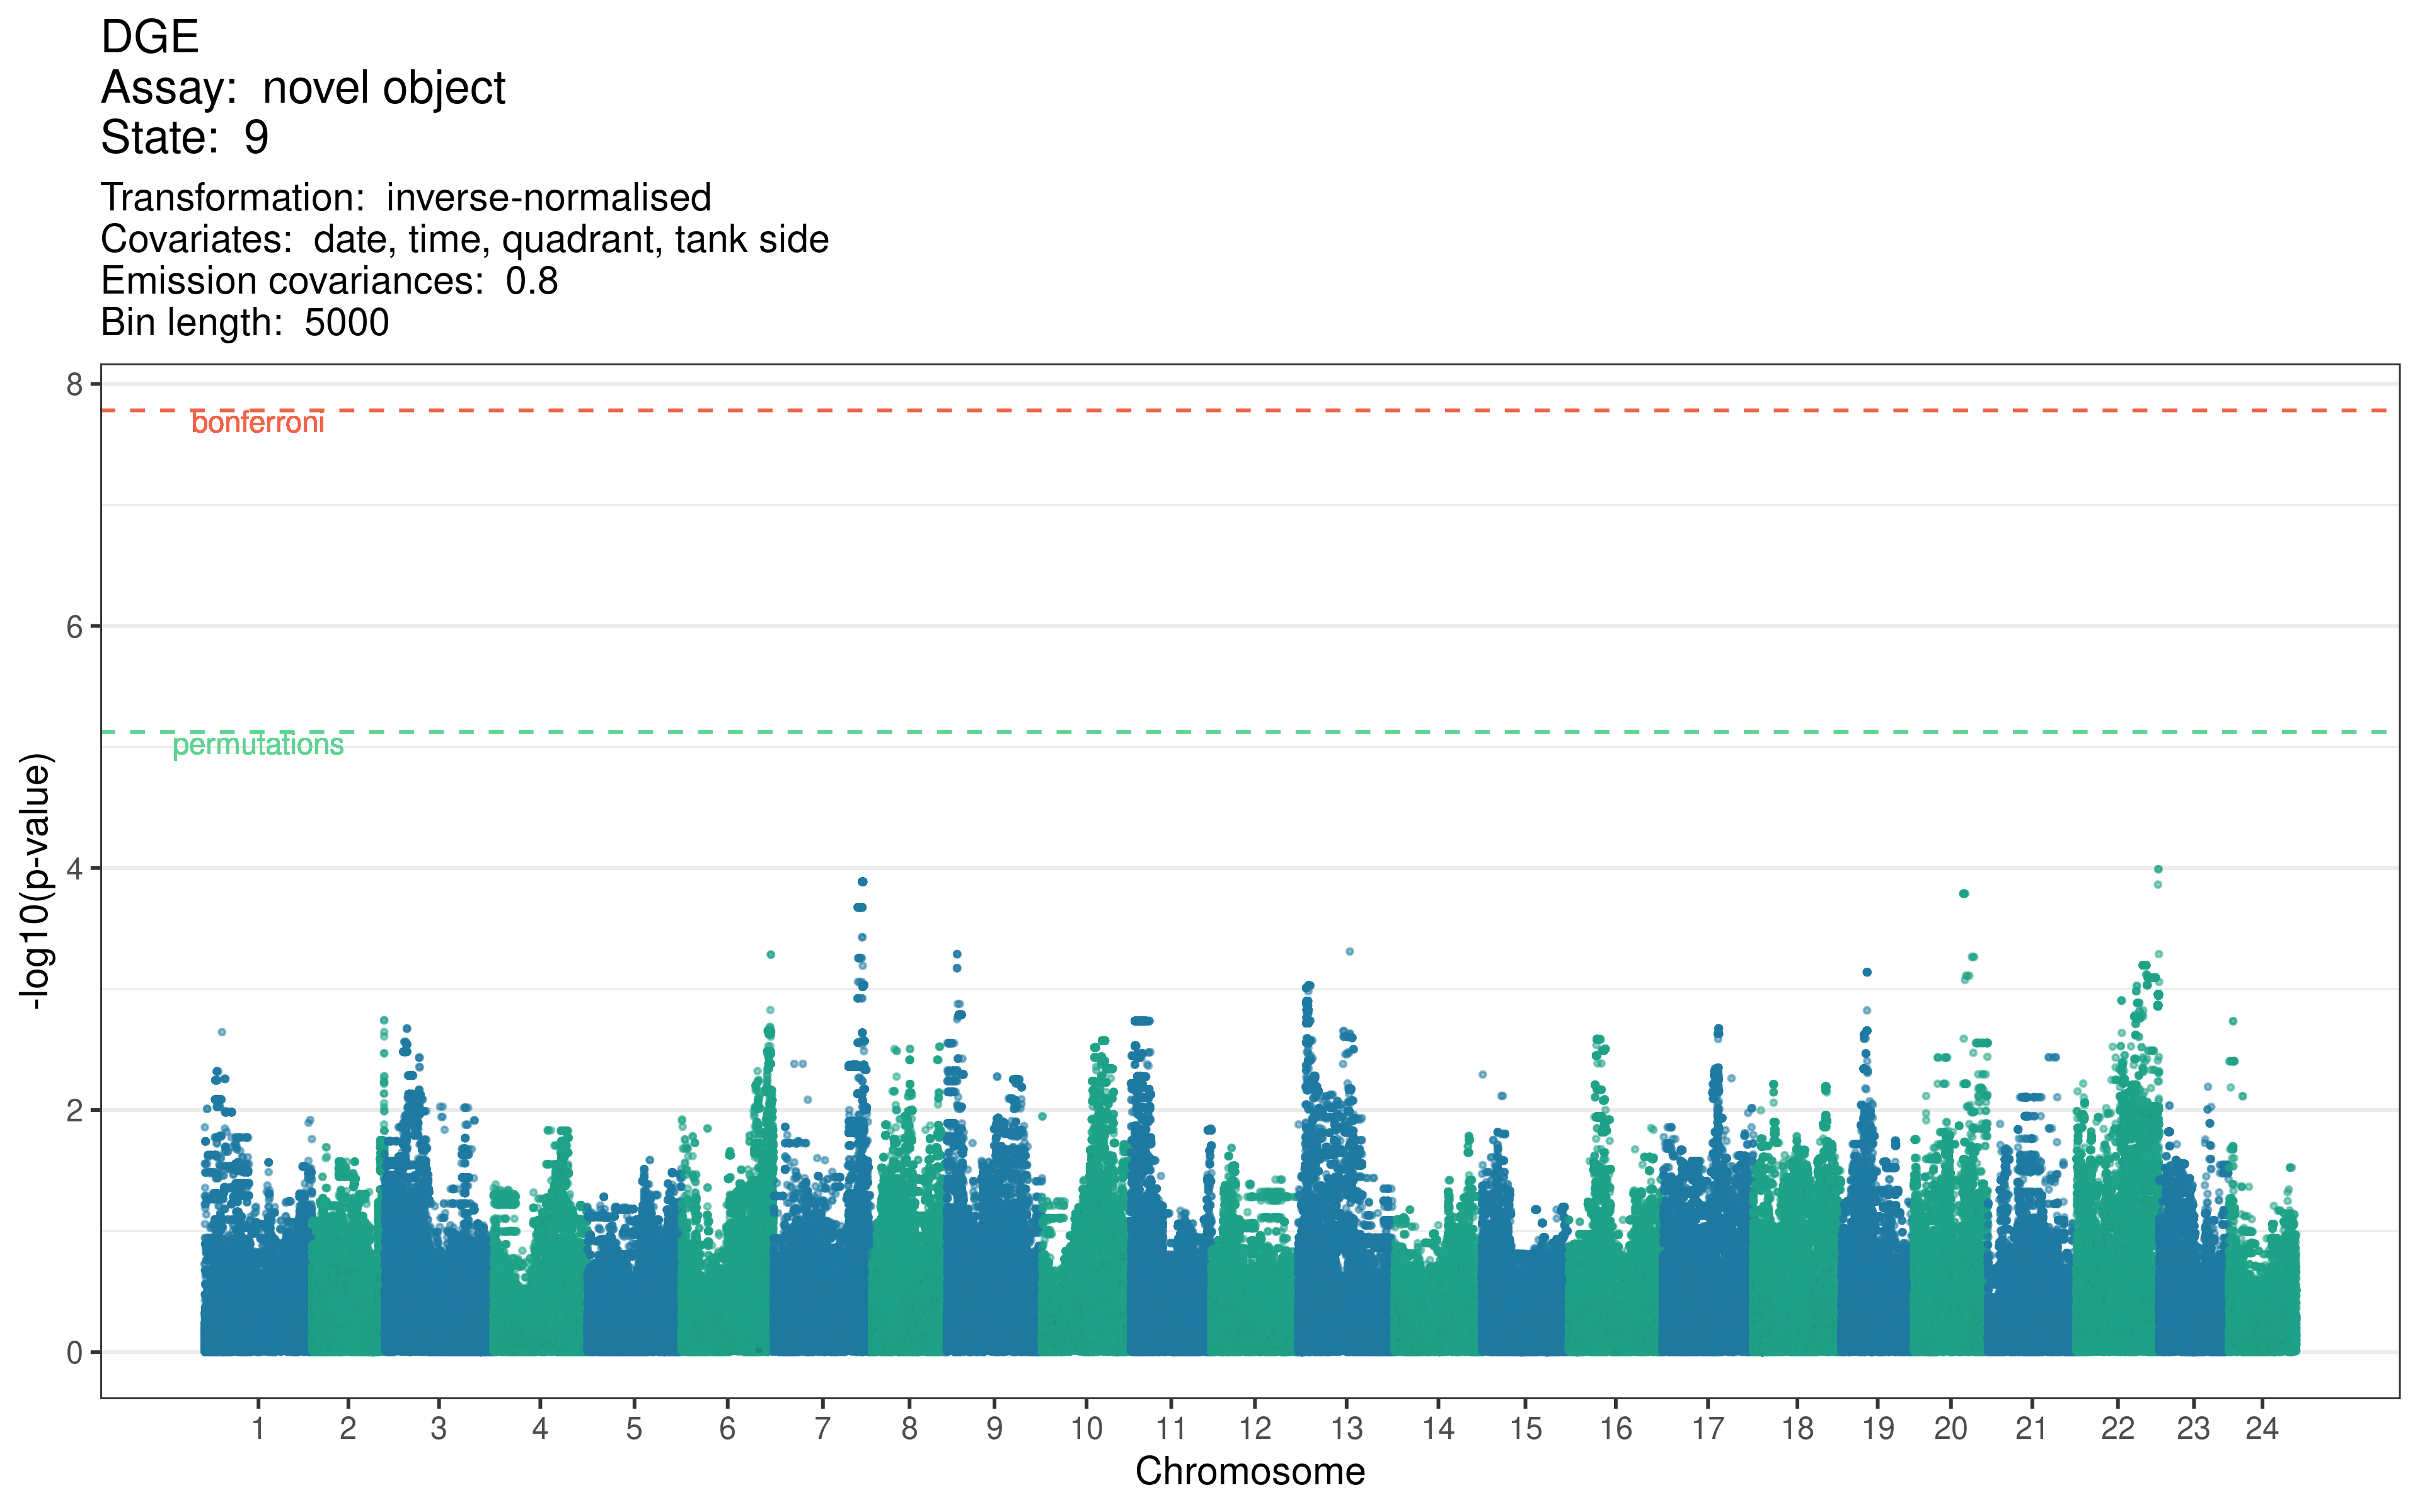 DGE
Assay:  novel object
State:  9
Transformation:  inverse-normalised
Covariates:  date, time, quadrant, tank side
Emission covariances:  0.8
Bin length:  5000
8
bonferroni
6
permutations
4
2
0
-log10(p-value)
1 2 3 4 5 6 7 8 9 10 11 12 13 14 15 16 17 18 19 20 21 22 23 24
Chromosome